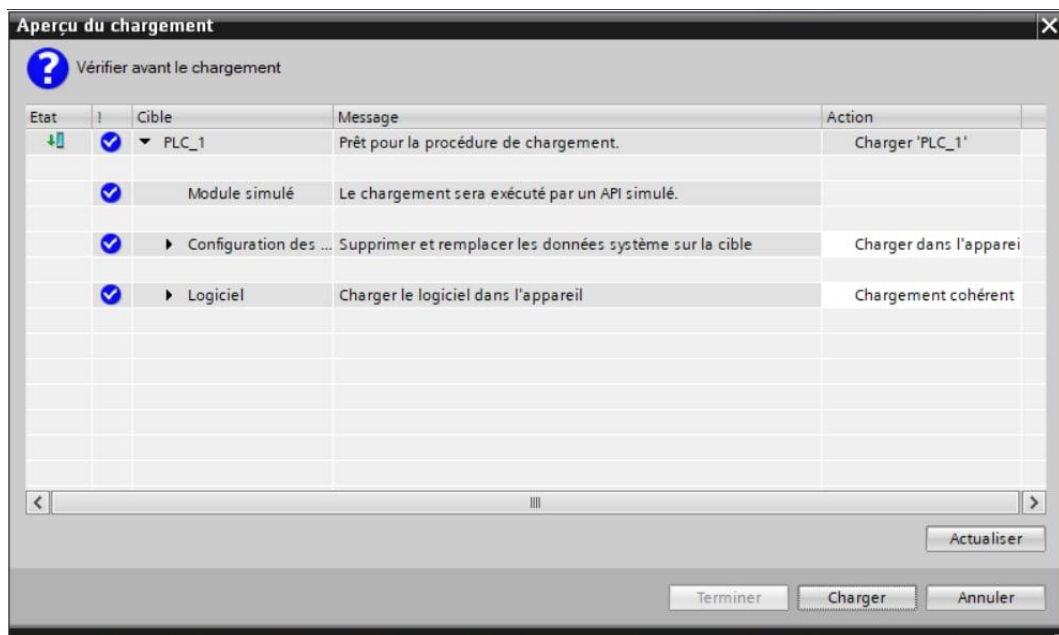 Aperçu du chargement
Vérifier avant le chargement
Etat ! Cible Message Action
PLC_1 Prêt pour la procédure de chargement. Charger 'PLC_1'
Module simulé Le chargement sera exécuté par un API simulé.
Configuration des ... Supprimer et remplacer les données système sur la cible Charger dans l'apparei
Logiciel Charger le logiciel dans l'appareil Chargement cohérent
Actualiser
Terminer Charger Annuler